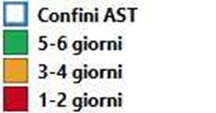 Confini AST
5-6 giorni
3-4 giorni
1-2 giorni